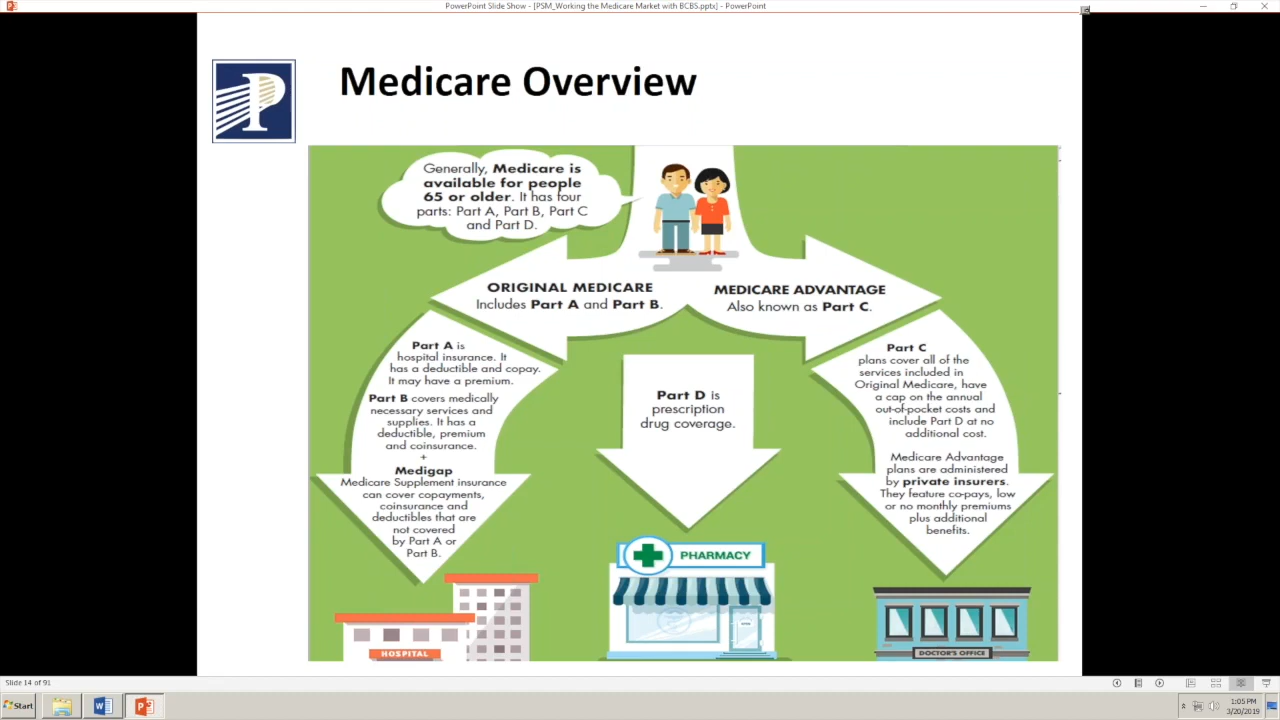 PowerPoint Slide Show - [PSM_Working the Medicare Market with BCBS.pptx] - PowerPoint
P
Medicare Overview
Generally, Medicare is
available for people
65 or older. It has four
parts: Part A, Part B, Part C
and Part D.
ORIGINAL MEDICARE
Includes Part A and Part B.
MEDICARE ADVANTAGE
Also known as Part C.
Part A is
hospital insurance. It
has a deductible and copay.
It may have a premium.
Part B covers medically
necessary services and
supplies. It has a
deductible, premium
and coinsurance.
+
Medigap
Medicare Supplement insurance
can cover copayments,
coinsurance and
deductibles that are
not covered
by Part A or
Part B.
Part D is
prescription
drug coverage.
Part C
plans cover all of the
services included in
Original Medicare, have
a cap on the annual
out-of-pocket costs and
include Part D at no
additional cost.
Medicare Advantage
plans are administered
by private insurers.
They feature co-pays, low
or no monthly premiums
plus additional
benefits.
HOSPITAL
PHARMACY
DOCTOR'S OFFICE
Slide 14 of 91
Start
1:05 PM
3/20/2019